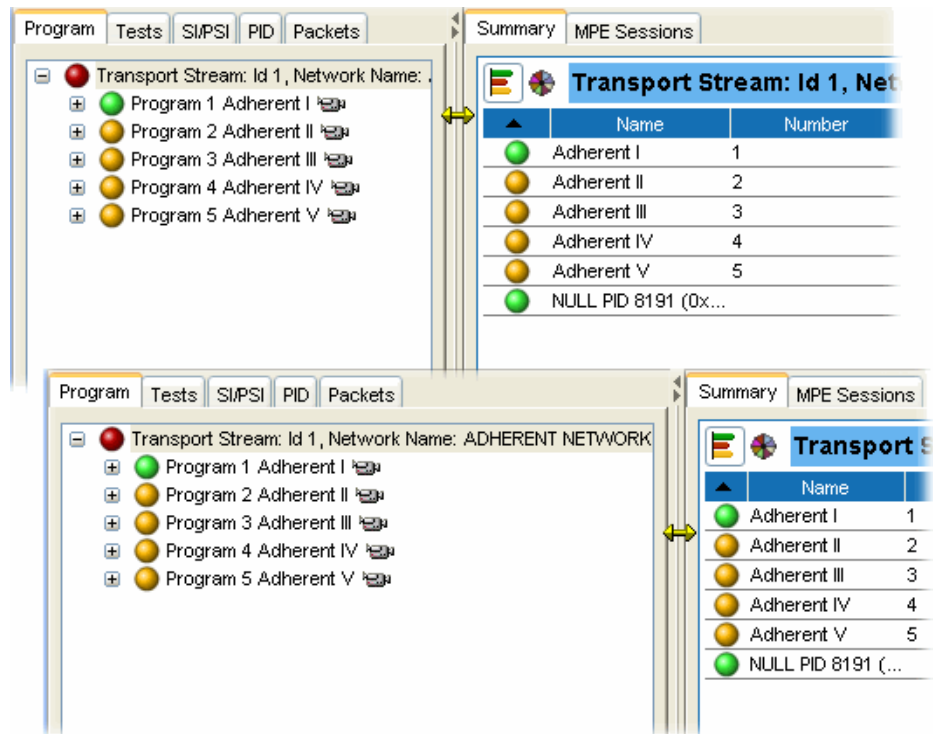 Program Tests SI/PSI PID Packets
Transport Stream: Id 1, Network Name: .
Program 1 Adherent I
Program 2 Adherent II
Program 3 Adherent III
Program 4 Adherent IV
Program 5 Adherent V
Summary MPE Sessions
Transport Stream: Id 1, Net
Name Number
Adherent I 1
Adherent II 2
Adherent III 3
Adherent IV 4
Adherent V 5
NULL PID 8191 (0x...
Program Tests SI/PSI PID Packets
Transport Stream: Id 1, Network Name: ADHERENT NETWORK
Program 1 Adherent I
Program 2 Adherent II
Program 3 Adherent III
Program 4 Adherent IV
Program 5 Adherent V
Summary MPE Sessions
Transport S
Name
Adherent I 1
Adherent II 2
Adherent III 3
Adherent IV 4
Adherent V 5
NULL PID 8191 (...